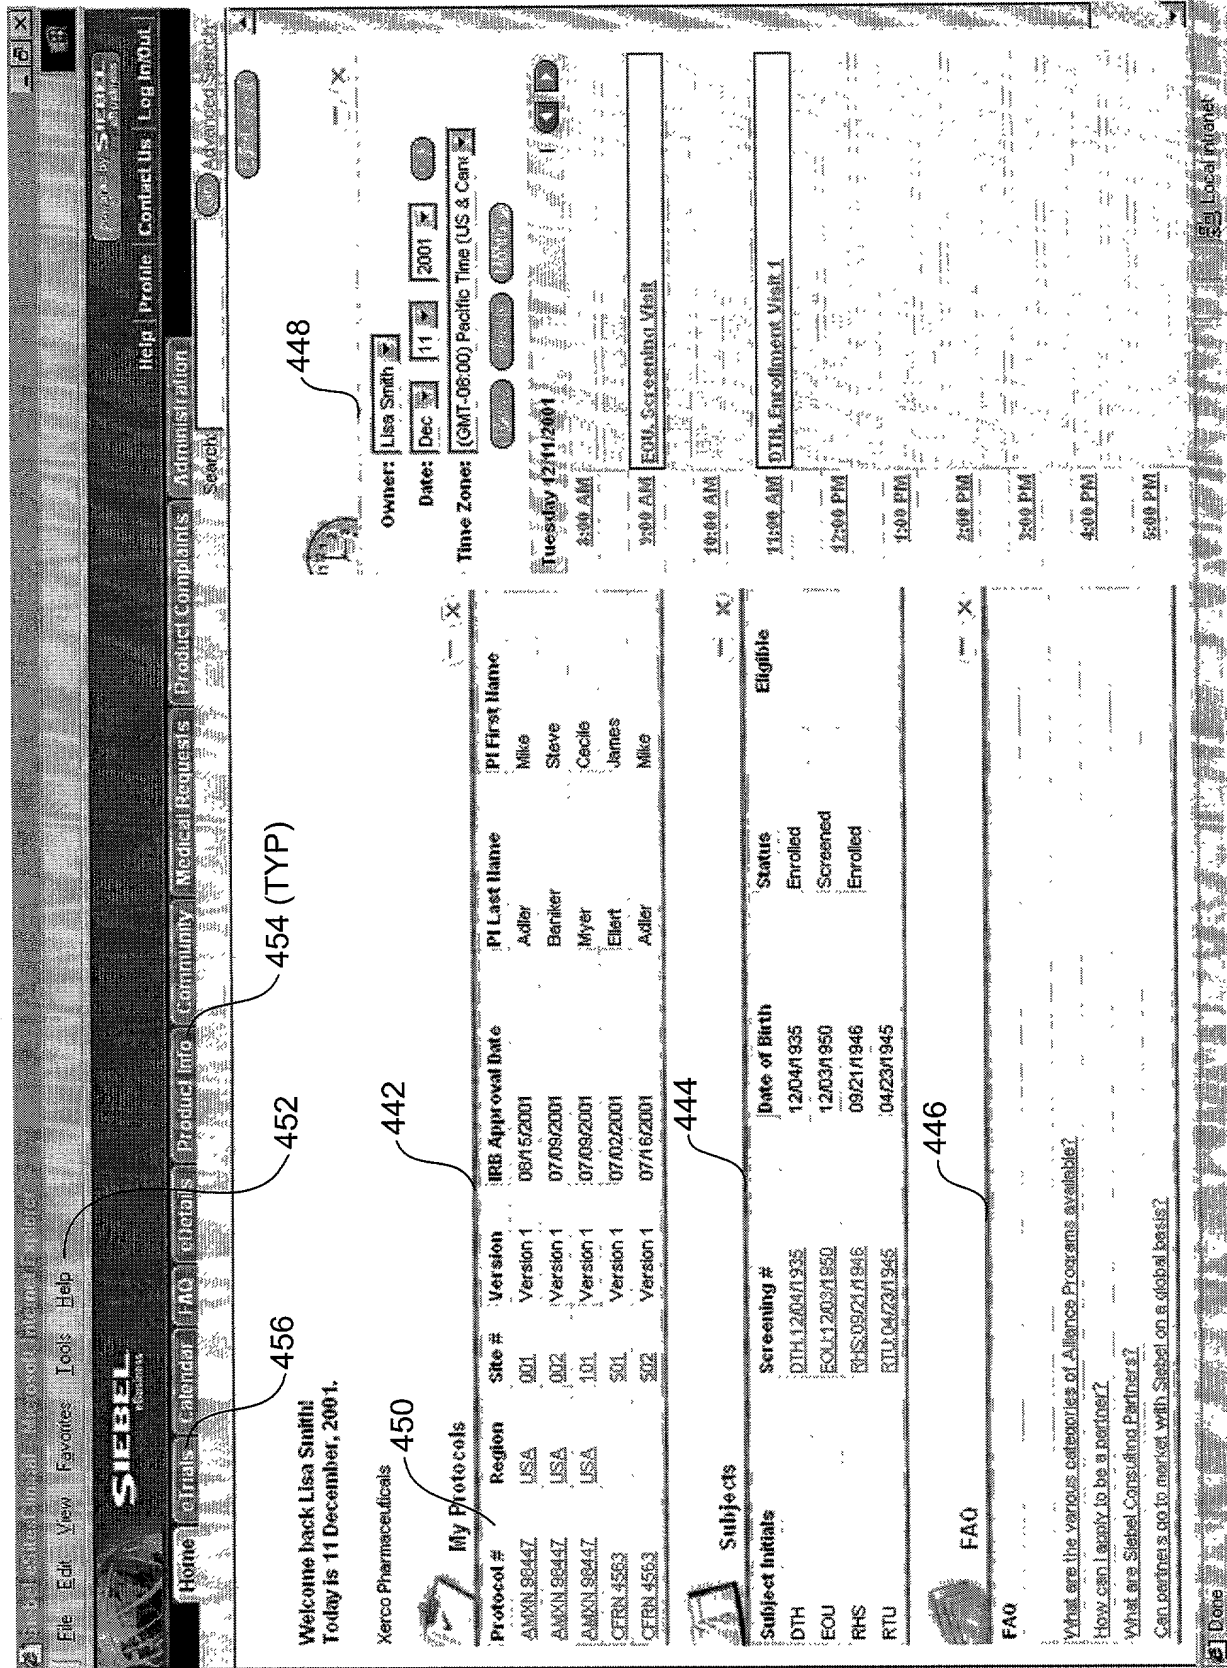 File Edit View Favorites Tools Help
452
SIEBEL
SIEBEL
Help | Profile | Contact Us | Log In/Out
Home eTrials Calendar FAQ eDetails Product Info Community Medical Requests Product Complaints Administration
456
454 (TYP)
Search Advanced Search
Welcome back Lisa Smith!
Today is 11 December, 2001.
Xerco Pharmaceuticals
My Protocols
442
450
Protocol # Region Site # Version IRB Approval Date PI Last Name PI First Name
AMXN 98447 USA 001 Version 1 08/15/2001 Adler Mike
AMXN 98447 USA 002 Version 1 07/09/2001 Beniker Steve
AMXN 98447 USA 101 Version 1 07/09/2001 Myer Cecile
CFRN 4563 501 Version 1 07/02/2001 Ellert James
CFRN 4563 502 Version 1 07/16/2001 Adler Mike
Subjects
444
Subject Initials Screening # Date of Birth Status Eligible
DTH DTH:12/04/1935 12/04/1935 Enrolled
EOU EOU:12/03/1950 12/03/1950 Screened
RHS RHS:09/21/1946 09/21/1946 Enrolled
RTU RTU:04/23/1945 04/23/1945
FAQ
446
FAQ
What are the various categories of Alliance Programs available?
How can I apply to be a partner?
What are Siebel Consulting Partners?
Can partners go to market with Siebel on a global basis?
448
Owner: Lisa Smith
Date: Dec 11 2001
Time Zone: (GMT-08:00) Pacific Time (US & Cana
Tuesday 12/11/2001
8:00 AM
9:00 AM EOU, Screening Visit
10:00 AM
11:00 AM DTH, Enrollment Visit 1
12:00 PM
1:00 PM
2:00 PM
3:00 PM
4:00 PM
5:00 PM
Done Local intranet